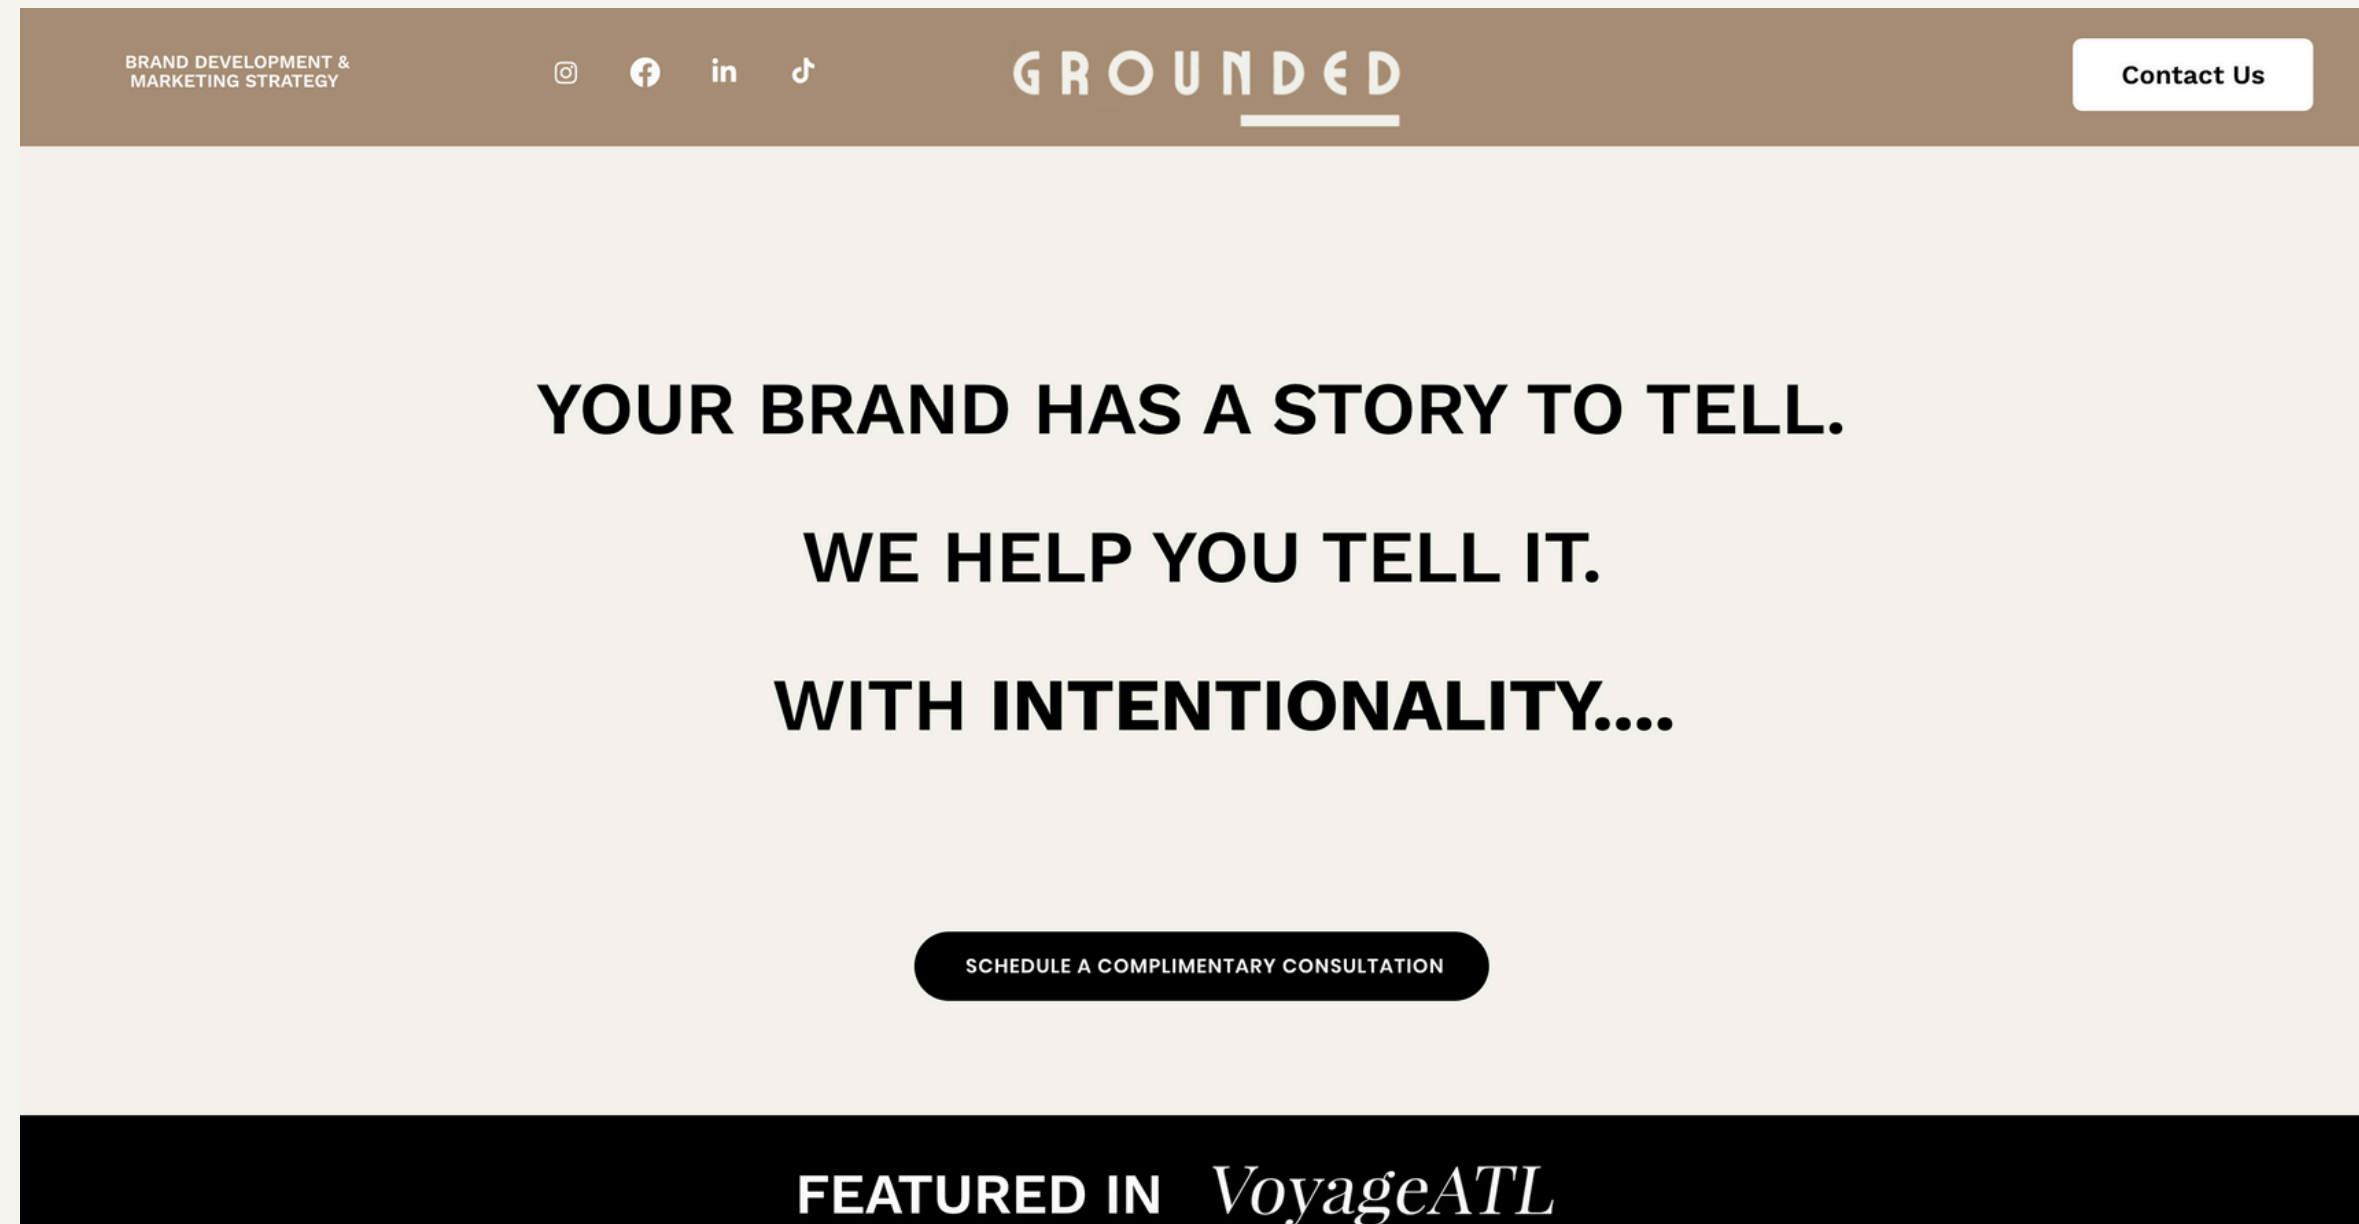 BRAND DEVELOPMENT &
MARKETING STRATEGY
GROUNDED
Contact Us
YOUR BRAND HAS A STORY TO TELL.
WE HELP YOU TELL IT.
WITH INTENTIONALITY....
SCHEDULE A COMPLIMENTARY CONSULTATION
FEATURED IN VoyageATL